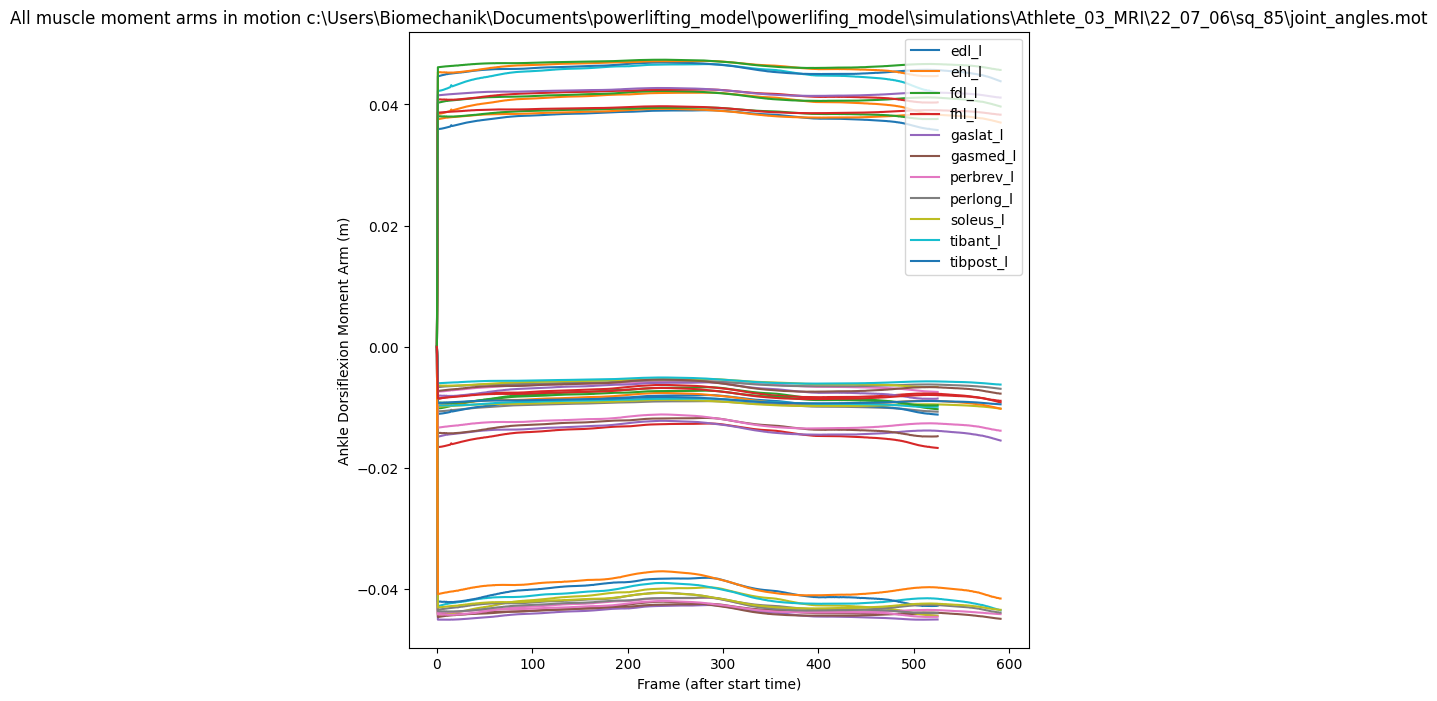 All muscle moment arms in motion c:\Users\Biomechanik\Documents\powerlifting_model\powerlifing_model\simulations\Athlete_03_MRI\22_07_06\sq_85\joint_angles.mot
edl_l
ehl_l
fdl_l
fhl_l
gaslat_l
gasmed_l
perbrev_l
perlong_l
soleus_l
tibant_l
tibpost_l
Ankle Dorsiflexion Moment Arm (m)
0.04
0.02
0.00
−0.02
−0.04
0 100 200 300 400 500 600
Frame (after start time)